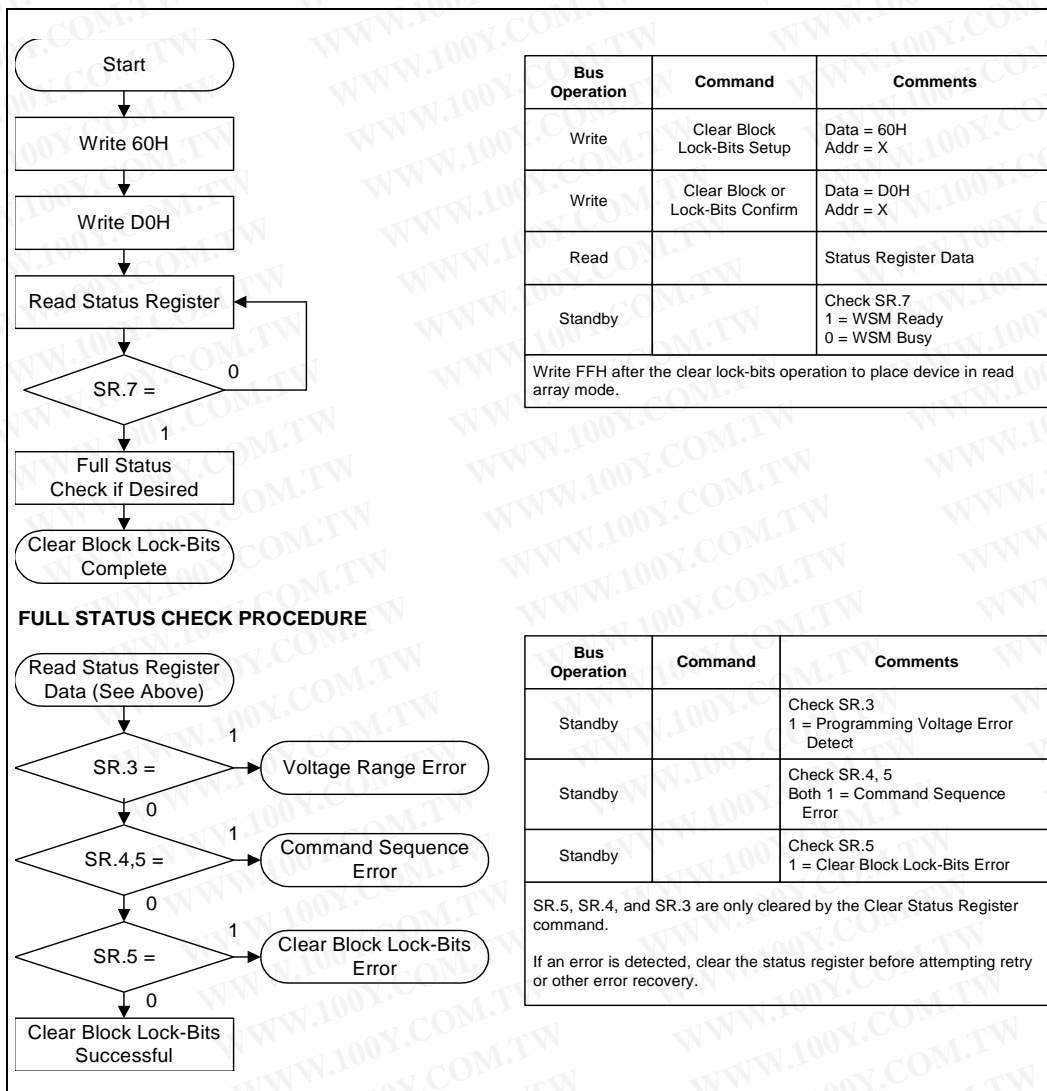 Start
Write 60H
Write D0H
Read Status Register
SR.7 =
0
1
Full Status
Check if Desired
Clear Block Lock-Bits
Complete
Bus
Operation
Command
Comments
Write
Clear Block
Lock-Bits Setup
Data = 60H
Addr = X
Write
Clear Block or
Lock-Bits Confirm
Data = D0H
Addr = X
Read
Status Register Data
Standby
Check SR.7
1 = WSM Ready
0 = WSM Busy
Write FFH after the clear lock-bits operation to place device in read
array mode.
FULL STATUS CHECK PROCEDURE
Read Status Register
Data (See Above)
SR.3 =
1
Voltage Range Error
0
SR.4,5 =
1
Command Sequence
Error
0
SR.5 =
1
Clear Block Lock-Bits
Error
0
Clear Block Lock-Bits
Successful
Bus
Operation
Command
Comments
Standby
Check SR.3
1 = Programming Voltage Error
Detect
Standby
Check SR.4, 5
Both 1 = Command Sequence
Error
Standby
Check SR.5
1 = Clear Block Lock-Bits Error
SR.5, SR.4, and SR.3 are only cleared by the Clear Status Register
command.
If an error is detected, clear the status register before attempting retry
or other error recovery.
WWW.100Y.COM.TW